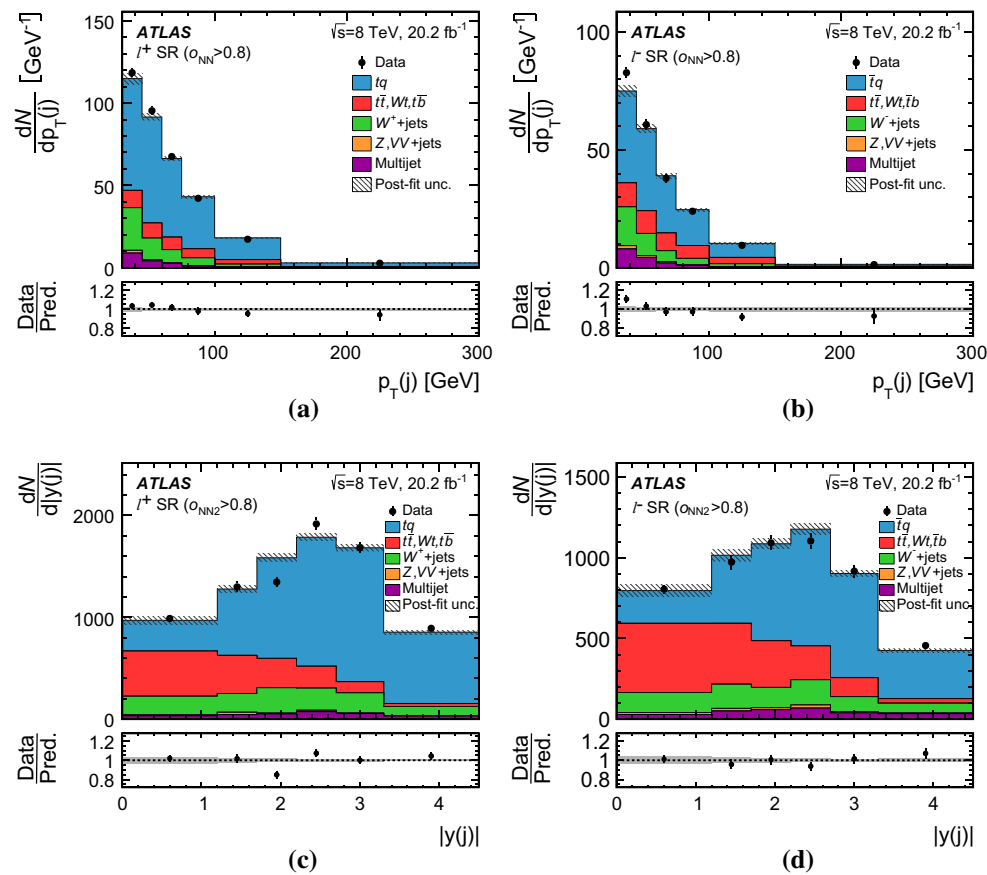 ATLAS √s=8 TeV, 20.2 fb⁻¹
l⁺ SR (o_NN>0.8)
Data
tq
tt̄,Wt,tb̄
W⁺+jets
Z,VV+jets
Multijet
Post-fit unc.
dN/dp_T(j) [GeV⁻¹]
150
100
50
0
Data/Pred.
1.2
1
0.8
100 200 300
p_T(j) [GeV]
(a)
ATLAS √s=8 TeV, 20.2 fb⁻¹
l⁻ SR (o_NN>0.8)
Data
t̄q
tt̄,Wt,t̄b
W⁻+jets
Z,VV+jets
Multijet
Post-fit unc.
dN/dp_T(j) [GeV⁻¹]
100
50
0
Data/Pred.
1.2
1
0.8
100 200 300
p_T(j) [GeV]
(b)
ATLAS √s=8 TeV, 20.2 fb⁻¹
l⁺ SR (o_NN2>0.8)
Data
tq
tt̄,Wt,tb̄
W⁺+jets
Z,VV+jets
Multijet
Post-fit unc.
dN/d|y(j)|
2000
1000
0
Data/Pred.
1.2
1
0.8
0 1 2 3 4
|y(j)|
(c)
ATLAS √s=8 TeV, 20.2 fb⁻¹
l⁻ SR (o_NN2>0.8)
Data
t̄q
tt̄,Wt,t̄b
W⁻+jets
Z,VV+jets
Multijet
Post-fit unc.
dN/d|y(j)|
1500
1000
500
0
Data/Pred.
1.2
1
0.8
0 1 2 3 4
|y(j)|
(d)